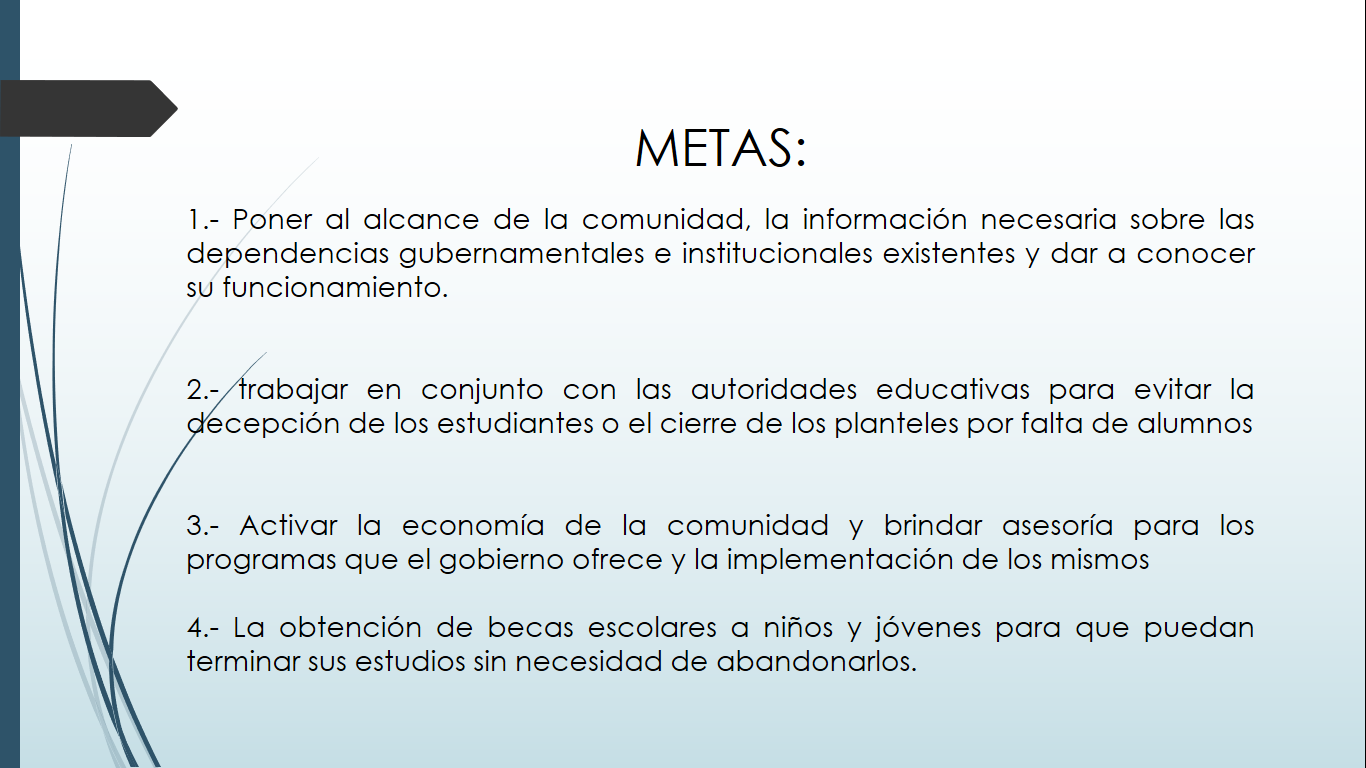 METAS:
1.- Poner al alcance de la comunidad, la información necesaria sobre las
dependencias gubernamentales e institucionales existentes y dar a conocer
su funcionamiento.
2.- trabajar en conjunto con las autoridades educativas para evitar la
decepción de los estudiantes o el cierre de los planteles por falta de alumnos
3.- Activar la economía de la comunidad y brindar asesoría para los
programas que el gobierno ofrece y la implementación de los mismos
4.- La obtención de becas escolares a niños y jóvenes para que puedan
terminar sus estudios sin necesidad de abandonarlos.